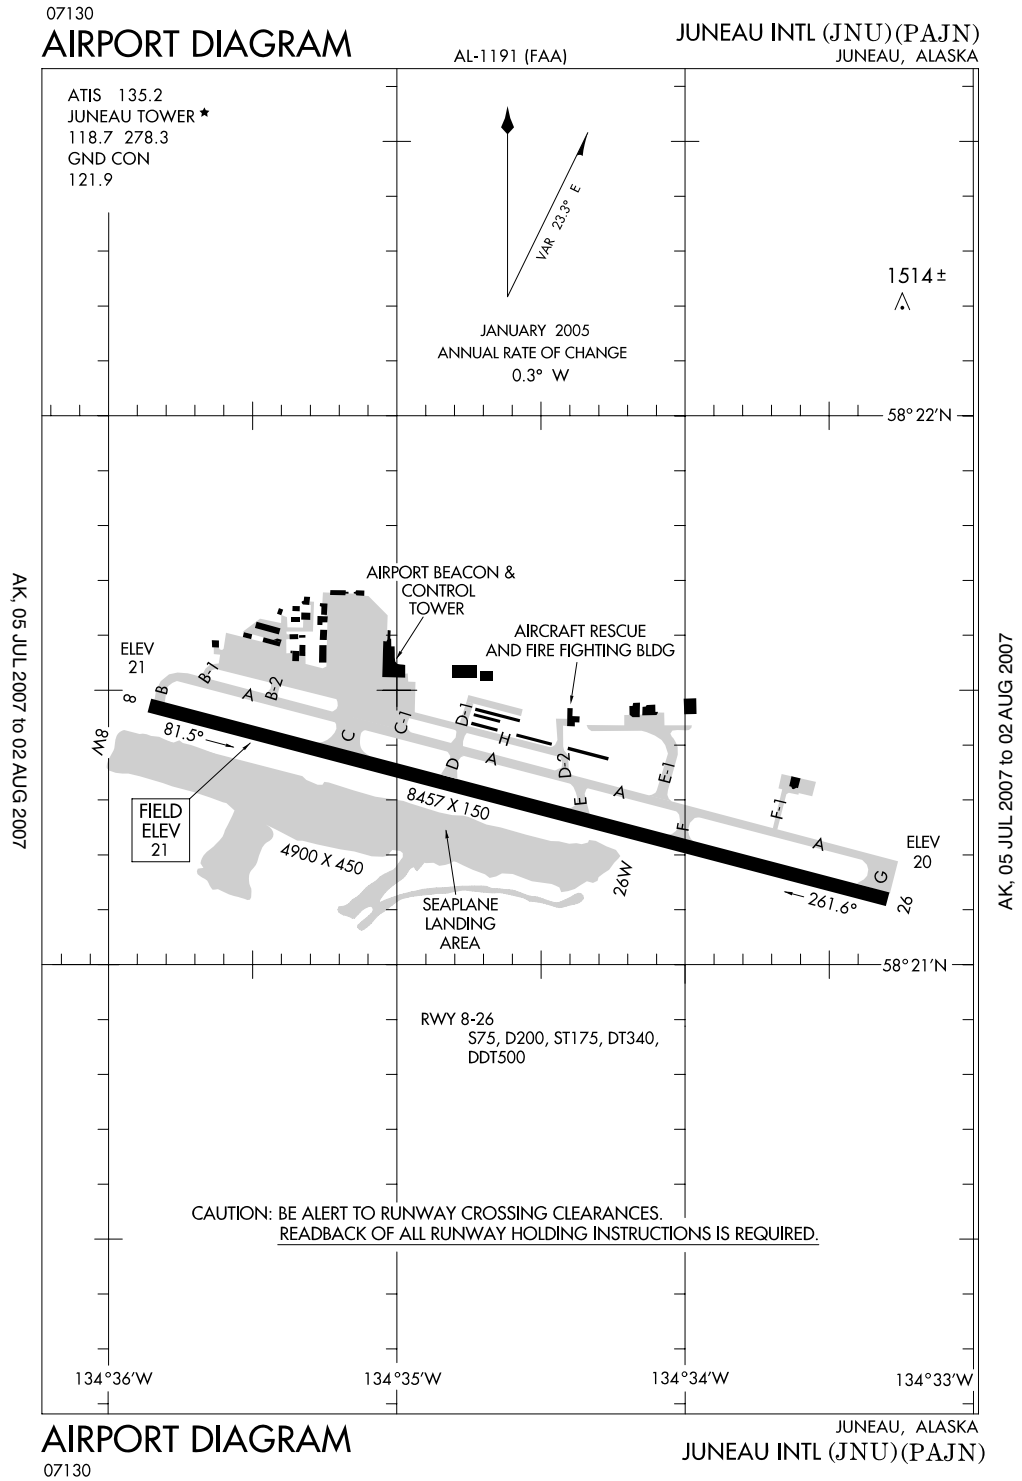 07130
AIRPORT DIAGRAM
AL-1191 (FAA)
JUNEAU INTL (JNU)(PAJN)
JUNEAU, ALASKA
ATIS 135.2
JUNEAU TOWER ★
118.7 278.3
GND CON
121.9
VAR 23.3° E
JANUARY 2005
ANNUAL RATE OF CHANGE
0.3° W
1514 ±
58°22'N
AIRPORT BEACON &
CONTROL
TOWER
AIRCRAFT RESCUE
AND FIRE FIGHTING BLDG
ELEV
21
8
B
B-1
A
B-2
C
C-1
D-1
H
D
A
D-2
E
A
E-1
F
F-1
A
G
ELEV
20
26
8W
81.5°
8457 X 150
261.6°
FIELD
ELEV
21
4900 X 450
26W
SEAPLANE
LANDING
AREA
58°21'N
RWY 8-26
S75, D200, ST175, DT340,
DDT500
CAUTION: BE ALERT TO RUNWAY CROSSING CLEARANCES.
READBACK OF ALL RUNWAY HOLDING INSTRUCTIONS IS REQUIRED.
134°36'W
134°35'W
134°34'W
134°33'W
AK, 05 JUL 2007 to 02 AUG 2007
AK, 05 JUL 2007 to 02 AUG 2007
AIRPORT DIAGRAM
07130
JUNEAU, ALASKA
JUNEAU INTL (JNU)(PAJN)